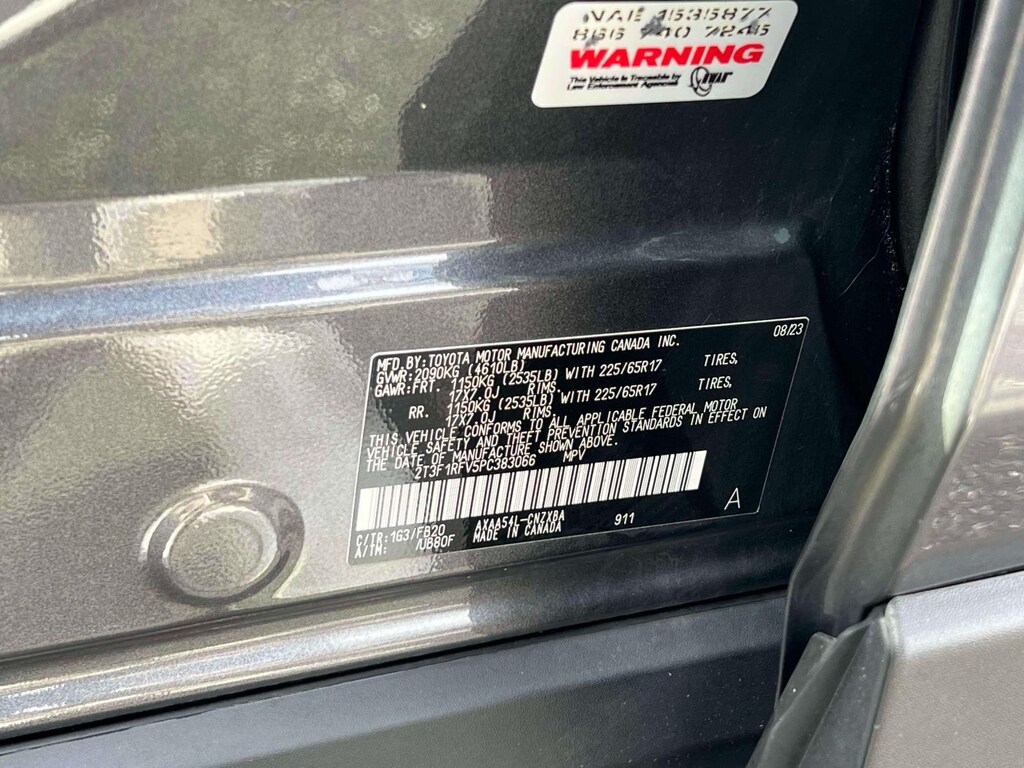 NAE 1535877
866 740 7245
WARNING
This Vehicle is Traceable by
Law Enforcement Agencies
08/23
MFD. BY: TOYOTA MOTOR MANUFACTURING CANADA INC.
GVWR: 2090KG (4610LB)
GAWR: FRT. 1150KG (2535LB) WITH 225/65R17 TIRES,
17X7.0J RIMS.
RR. 1150KG (2535LB) WITH 225/65R17 TIRES,
17X7.0J RIMS.
THIS VEHICLE CONFORMS TO ALL APPLICABLE FEDERAL MOTOR
VEHICLE SAFETY AND THEFT PREVENTION STANDARDS IN EFFECT ON
THE DATE OF MANUFACTURE SHOWN ABOVE.
2T3F1RFV5PC383066 MPV
A
C/TR: 1G3/FB20 AXAA54L-CNZXBA 911
A/TM: /UB80F MADE IN CANADA